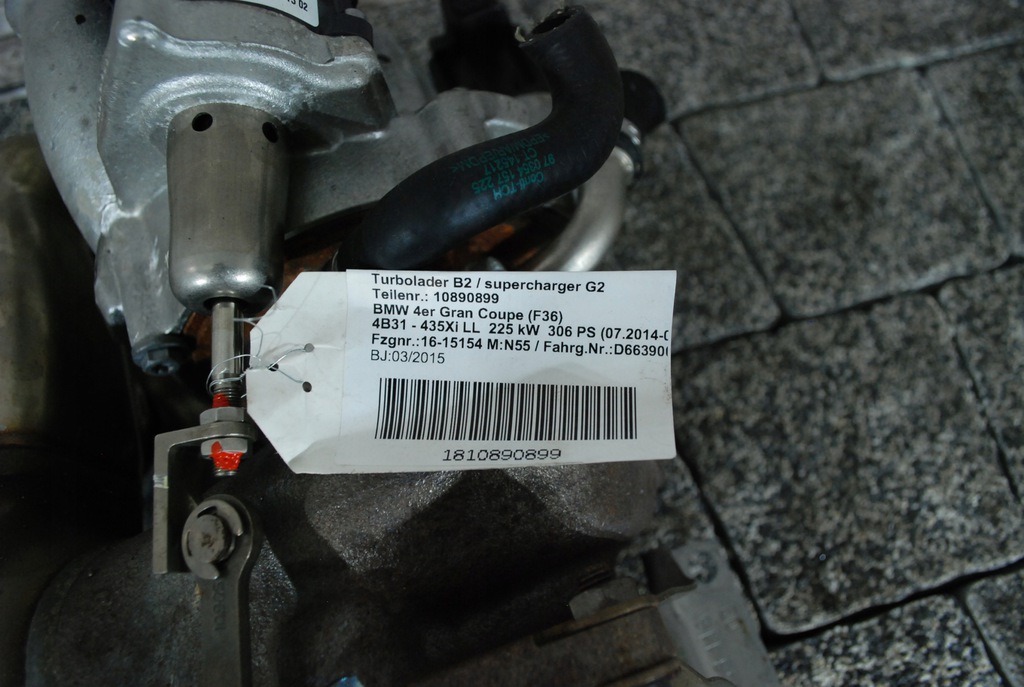 Turbolader B2 / supercharger G2
Teilenr.: 10890899
BMW 4er Gran Coupe (F36)
4B31 - 435Xi LL 225 kW 306 PS (07.2014-0
Fzgnr.:16-15154 M:N55 / Fahrg.Nr.:D66390
BJ:03/2015
1810890899